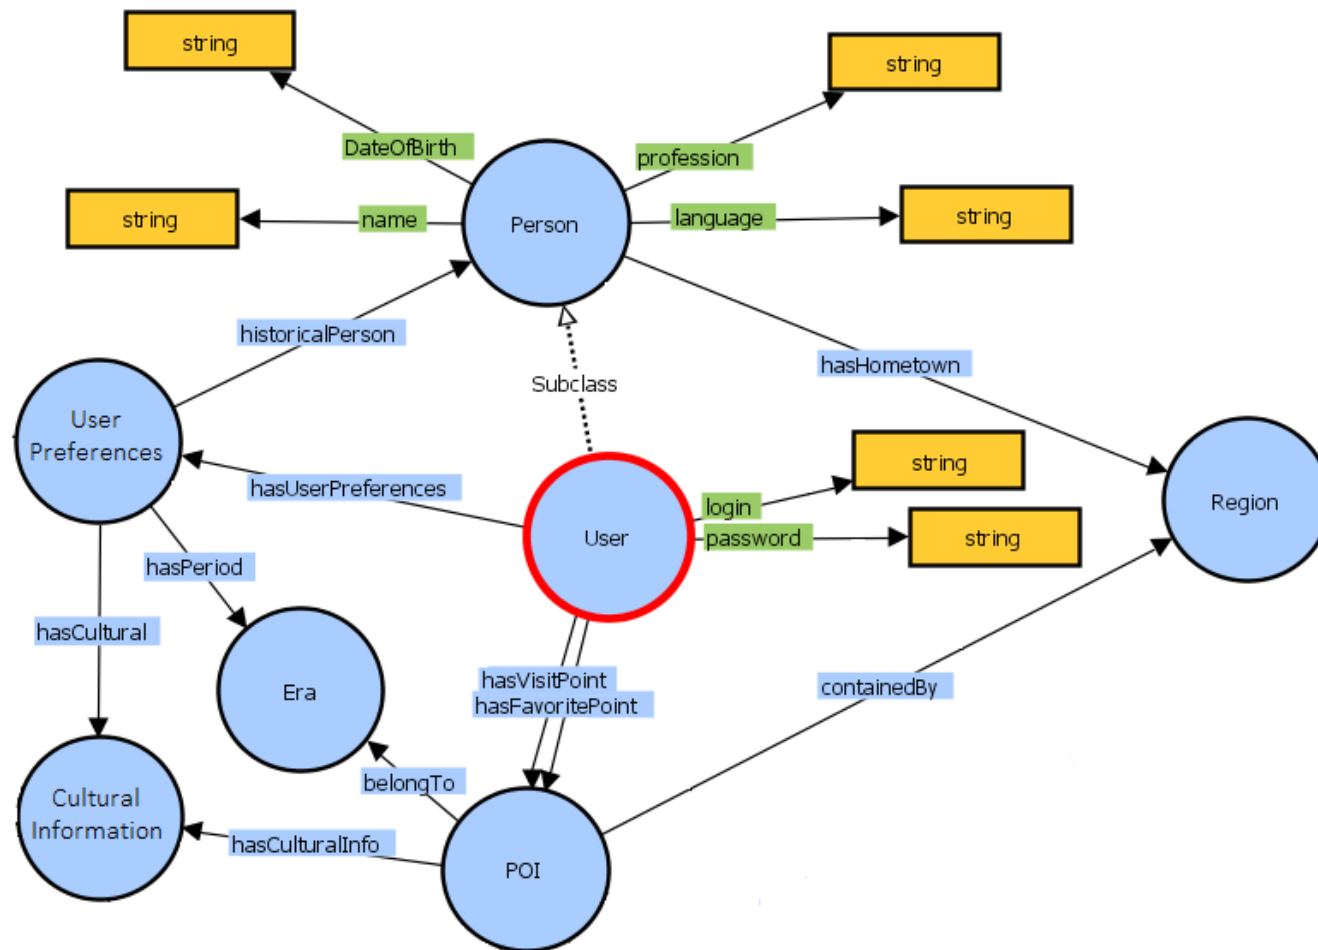 string
string
DateOfBirth
profession
string
name
Person
language
string
historicalPerson
hasHometown
Subclass
User
Preferences
hasUserPreferences
string
login
Region
User
password
string
hasPeriod
hasCultural
hasVisitPoint
hasFavoritePoint
containedBy
Era
belongTo
Cultural
Information
hasCulturalInfo
POI